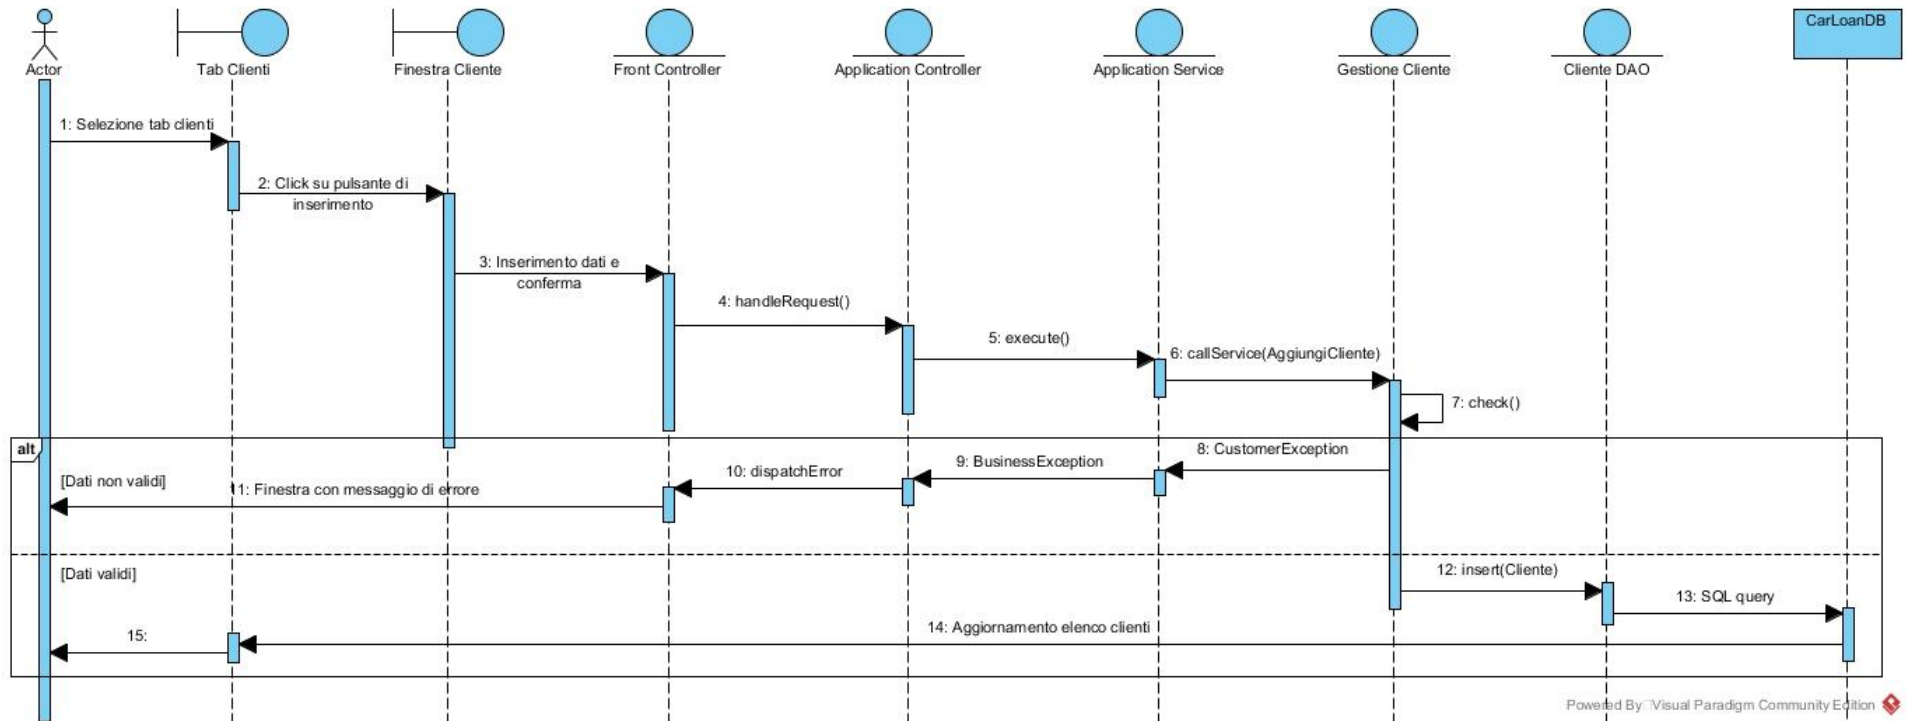 Actor
Tab Clienti
Finestra Cliente
Front Controller
Application Controller
Application Service
Gestione Cliente
Cliente DAO
CarLoanDB
1: Selezione tab clienti
2: Click su pulsante di
inserimento
3: Inserimento dati e
conferma
4: handleRequest()
5: execute()
6: callService(AggiungiCliente)
7: check()
alt
[Dati non validi]
8: CustomerException
9: BusinessException
10: dispatchError
11: Finestra con messaggio di errore
[Dati validi]
12: insert(Cliente)
13: SQL query
14: Aggiornamento elenco clienti
15:
Powered By Visual Paradigm Community Edition